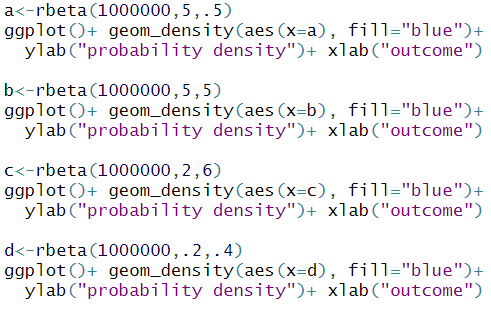 a<-rbeta(1000000,5,.5)
ggplot()+ geom_density(aes(x=a), fill="blue")+
  ylab("probability density")+ xlab("outcome")

b<-rbeta(1000000,5,5)
ggplot()+ geom_density(aes(x=b), fill="blue")+
  ylab("probability density")+ xlab("outcome")

c<-rbeta(1000000,2,6)
ggplot()+ geom_density(aes(x=c), fill="blue")+
  ylab("probability density")+ xlab("outcome")

d<-rbeta(1000000,.2,.4)
ggplot()+ geom_density(aes(x=d), fill="blue")+
  ylab("probability density")+ xlab("outcome")